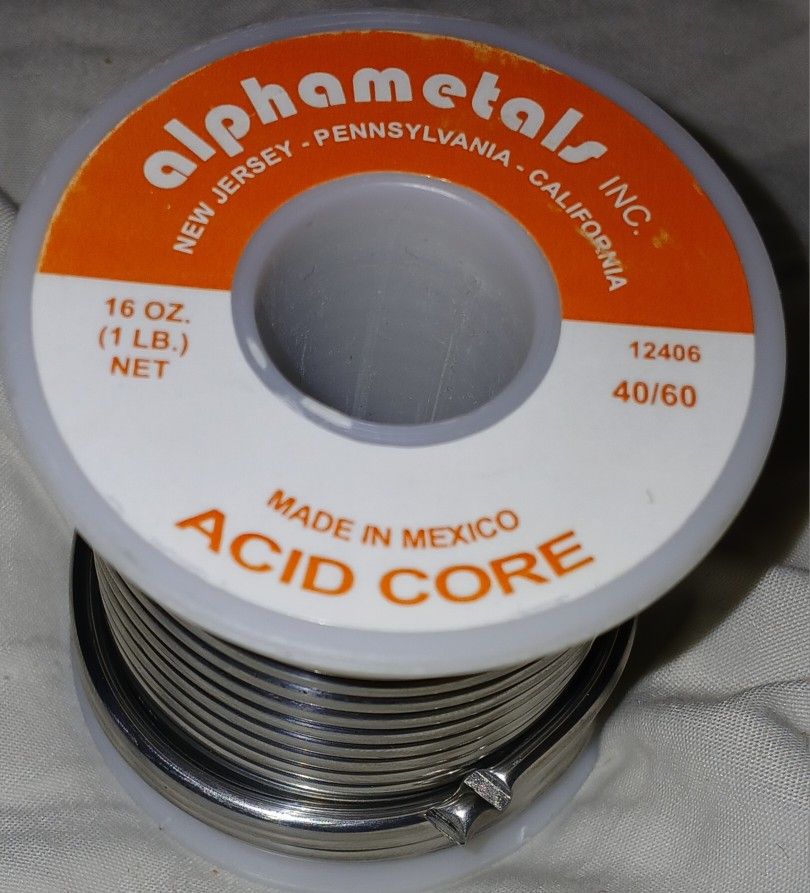 alphametals INC.
NEW JERSEY - PENNSYLVANIA - CALIFORNIA
16 OZ.
(1 LB.)
NET
12406
40/60
MADE IN MEXICO
ACID CORE